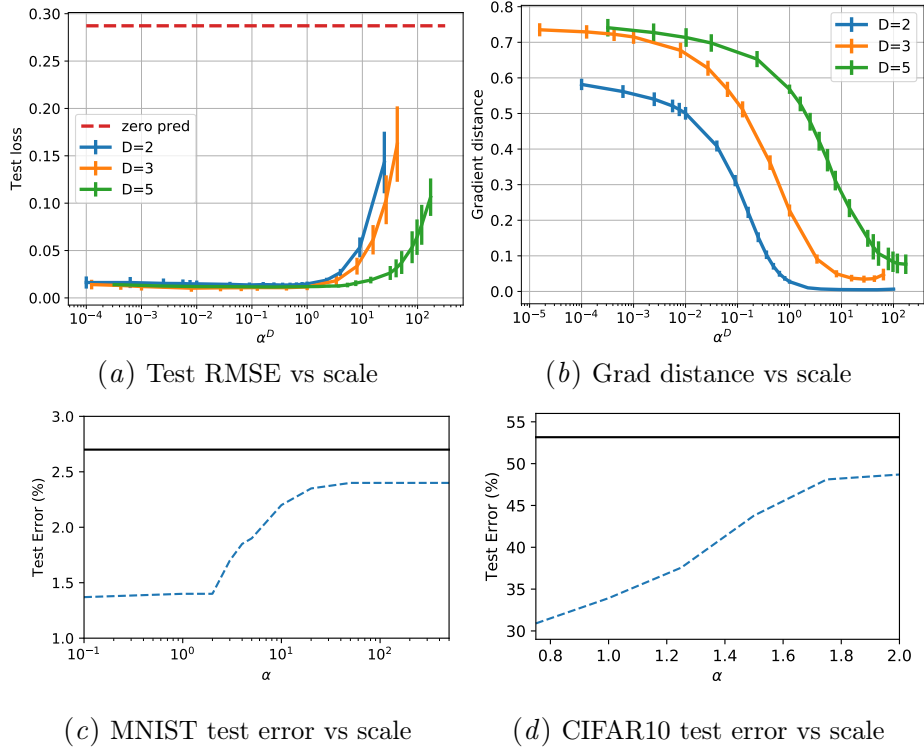 0.30
0.25
0.20
0.15
0.10
0.05
0.00
Test loss
zero pred
D=2
D=3
D=5
10⁻⁴ 10⁻³ 10⁻² 10⁻¹ 10⁰ 10¹ 10²
α^D
(a) Test RMSE vs scale
0.8
0.7
0.6
0.5
0.4
0.3
0.2
0.1
0.0
Gradient distance
D=2
D=3
D=5
10⁻⁵ 10⁻⁴ 10⁻³ 10⁻² 10⁻¹ 10⁰ 10¹ 10²
α^D
(b) Grad distance vs scale
3.0
2.5
2.0
1.5
1.0
Test Error (%)
10⁻¹ 10⁰ 10¹ 10²
α
(c) MNIST test error vs scale
55
50
45
40
35
30
Test Error (%)
0.8 1.0 1.2 1.4 1.6 1.8 2.0
α
(d) CIFAR10 test error vs scale